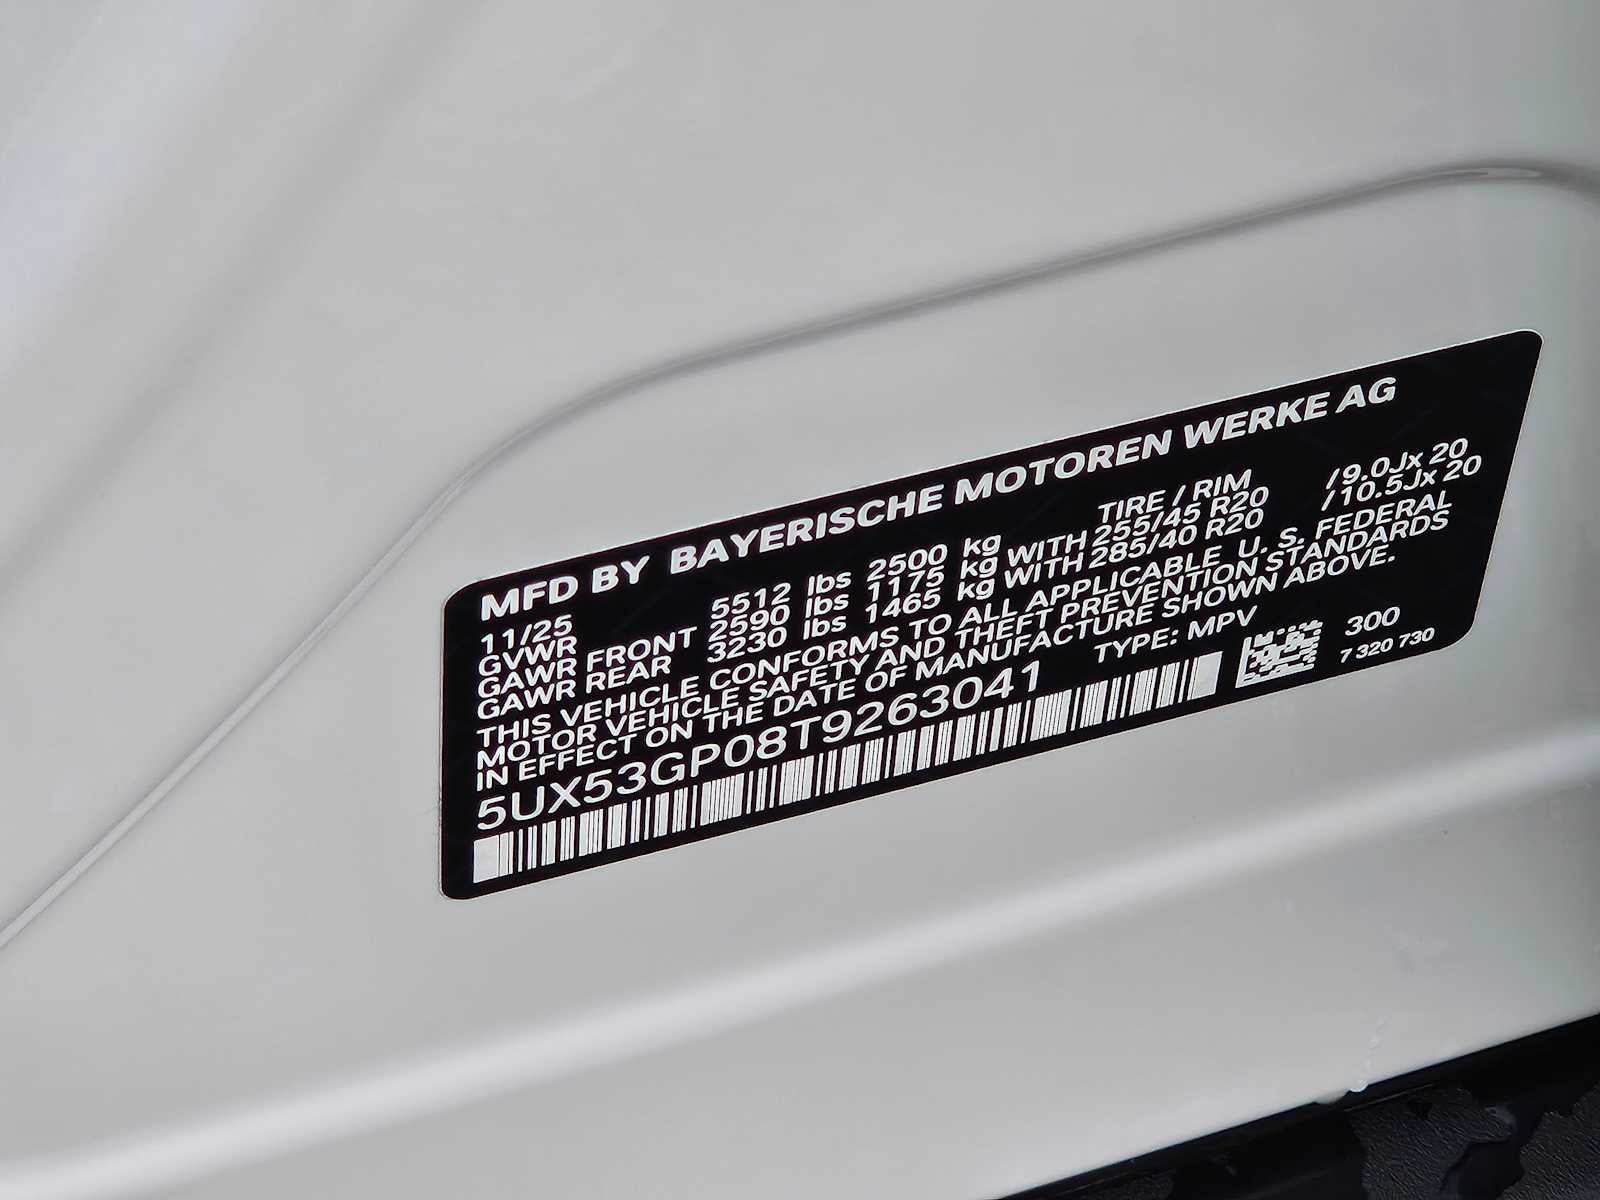 MFD BY BAYERISCHE MOTOREN WERKE AG
11/25 TIRE / RIM
GVWR 5512 lbs 2500 kg
GAWR FRONT 2590 lbs 1175 kg WITH 255/45 R20 /9.0Jx 20
GAWR REAR 3230 lbs 1465 kg WITH 285/40 R20 /10.5Jx 20
THIS VEHICLE CONFORMS TO ALL APPLICABLE U. S. FEDERAL
MOTOR VEHICLE SAFETY AND THEFT PREVENTION STANDARDS
IN EFFECT ON THE DATE OF MANUFACTURE SHOWN ABOVE.
5UX53GP08T9263041 TYPE: MPV
300
7 320 730